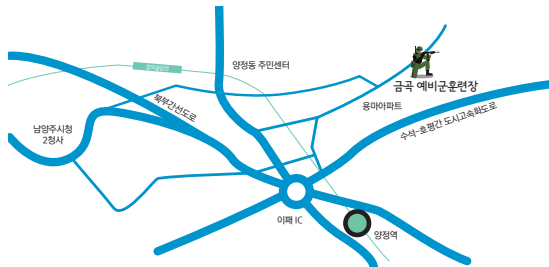 양정동 주민센터
금곡 예비군훈련장
북부간선도로
용마아파트
수석-호평간 도시고속화도로
남양주시청
2청사
이패 IC
양정역